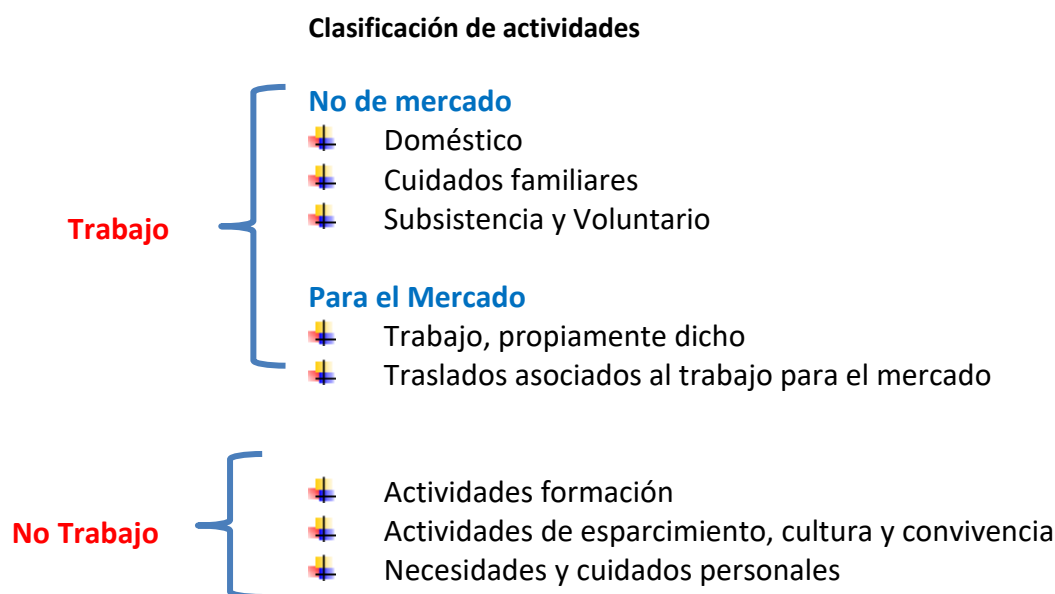 Clasificación de actividades
No de mercado
Doméstico
Cuidados familiares
Subsistencia y Voluntario
Trabajo
Para el Mercado
Trabajo, propiamente dicho
Traslados asociados al trabajo para el mercado
Actividades formación
No Trabajo
Actividades de esparcimiento, cultura y convivencia
Necesidades y cuidados personales